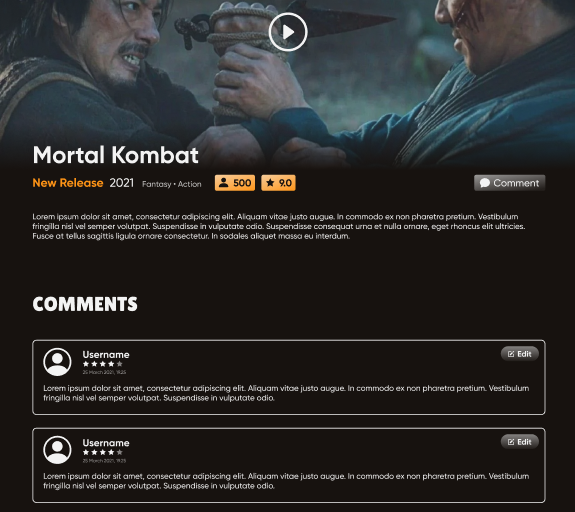 Mortal Kombat
New Release 2021 Fantasy • Action 500 9.0 Comment
Lorem ipsum dolor sit amet, consectetur adipiscing elit. Aliquam vitae justo augue. In commodo ex non pharetra pretium. Vestibulum
fringilla nisl vel semper volutpat. Suspendisse in vulputate odio. Suspendisse consequat urna et nulla ornare, eget rhoncus elit ultricies.
Fusce at tellus sagittis ligula ornare consectetur. In sodales aliquet massa eu interdum.
COMMENTS
Username Edit
25 March 2021, 19.25
Lorem ipsum dolor sit amet, consectetur adipiscing elit. Aliquam vitae justo augue. In commodo ex non pharetra pretium. Vestibulum
fringilla nisl vel semper volutpat. Suspendisse in vulputate odio.
Username Edit
25 March 2021, 19.25
Lorem ipsum dolor sit amet, consectetur adipiscing elit. Aliquam vitae justo augue. In commodo ex non pharetra pretium. Vestibulum
fringilla nisl vel semper volutpat. Suspendisse in vulputate odio.